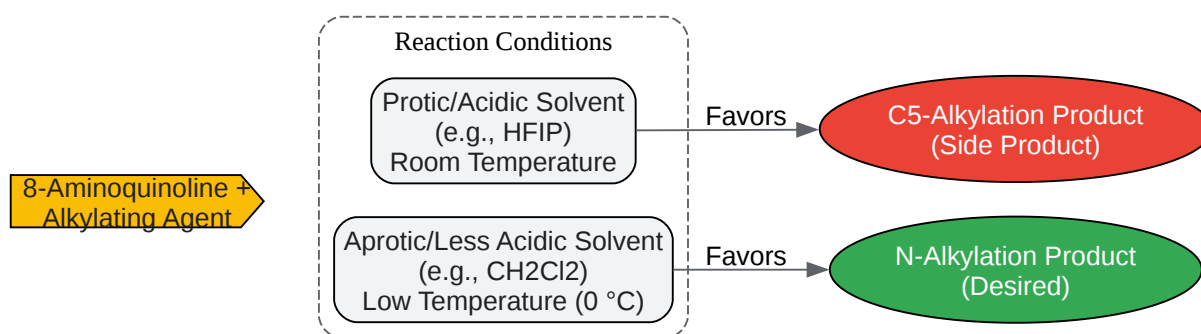 Reaction Conditions
Protic/Acidic Solvent
(e.g., HFIP)
Room Temperature
Favors
C5-Alkylation Product
(Side Product)
8-Aminoquinoline +
Alkylating Agent
Aprotic/Less Acidic Solvent
(e.g., CH2Cl2)
Low Temperature (0 °C)
Favors
N-Alkylation Product
(Desired)